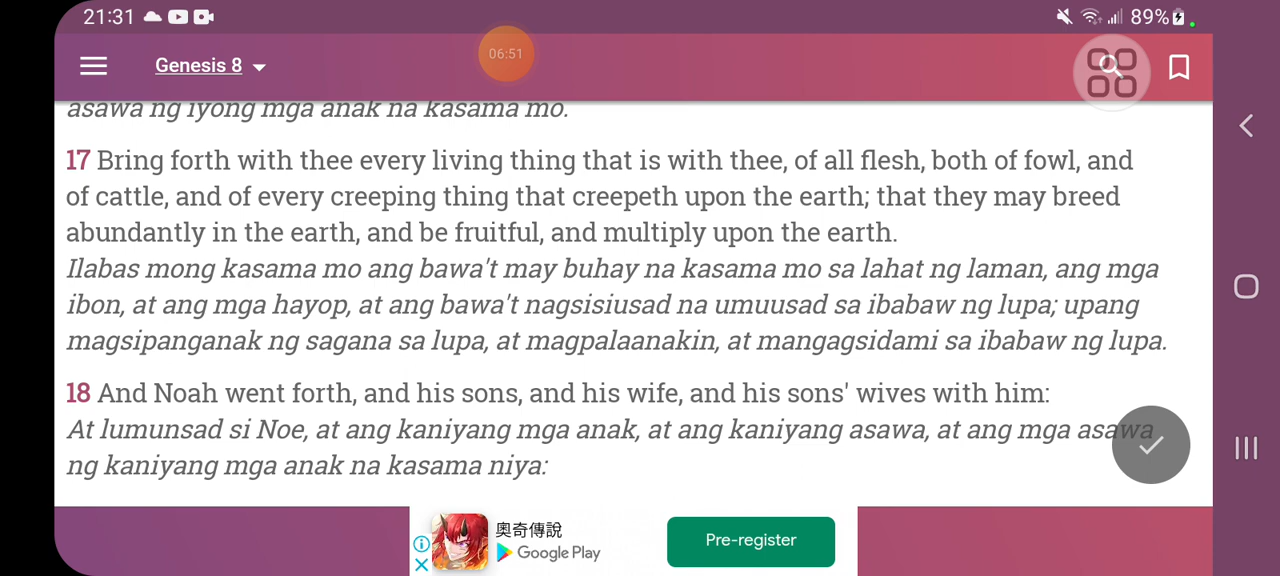 21:31
89%
Genesis 8
06:51
asawa ng iyong mga anak na kasama mo.
17 Bring forth with thee every living thing that is with thee, of all flesh, both of fowl, and
of cattle, and of every creeping thing that creepeth upon the earth; that they may breed
abundantly in the earth, and be fruitful, and multiply upon the earth.
Ilabas mong kasama mo ang bawa't may buhay na kasama mo sa lahat ng laman, ang mga
ibon, at ang mga hayop, at ang bawa't nagsisiusad na umuusad sa ibabaw ng lupa; upang
magsipanganak ng sagana sa lupa, at magpalaanakin, at mangagsidami sa ibabaw ng lupa.
18 And Noah went forth, and his sons, and his wife, and his sons' wives with him:
At lumunsad si Noe, at ang kaniyang mga anak, at ang kaniyang asawa, at ang mga asawa
ng kaniyang mga anak na kasama niya:
奧奇傳說
Google Play
Pre-register